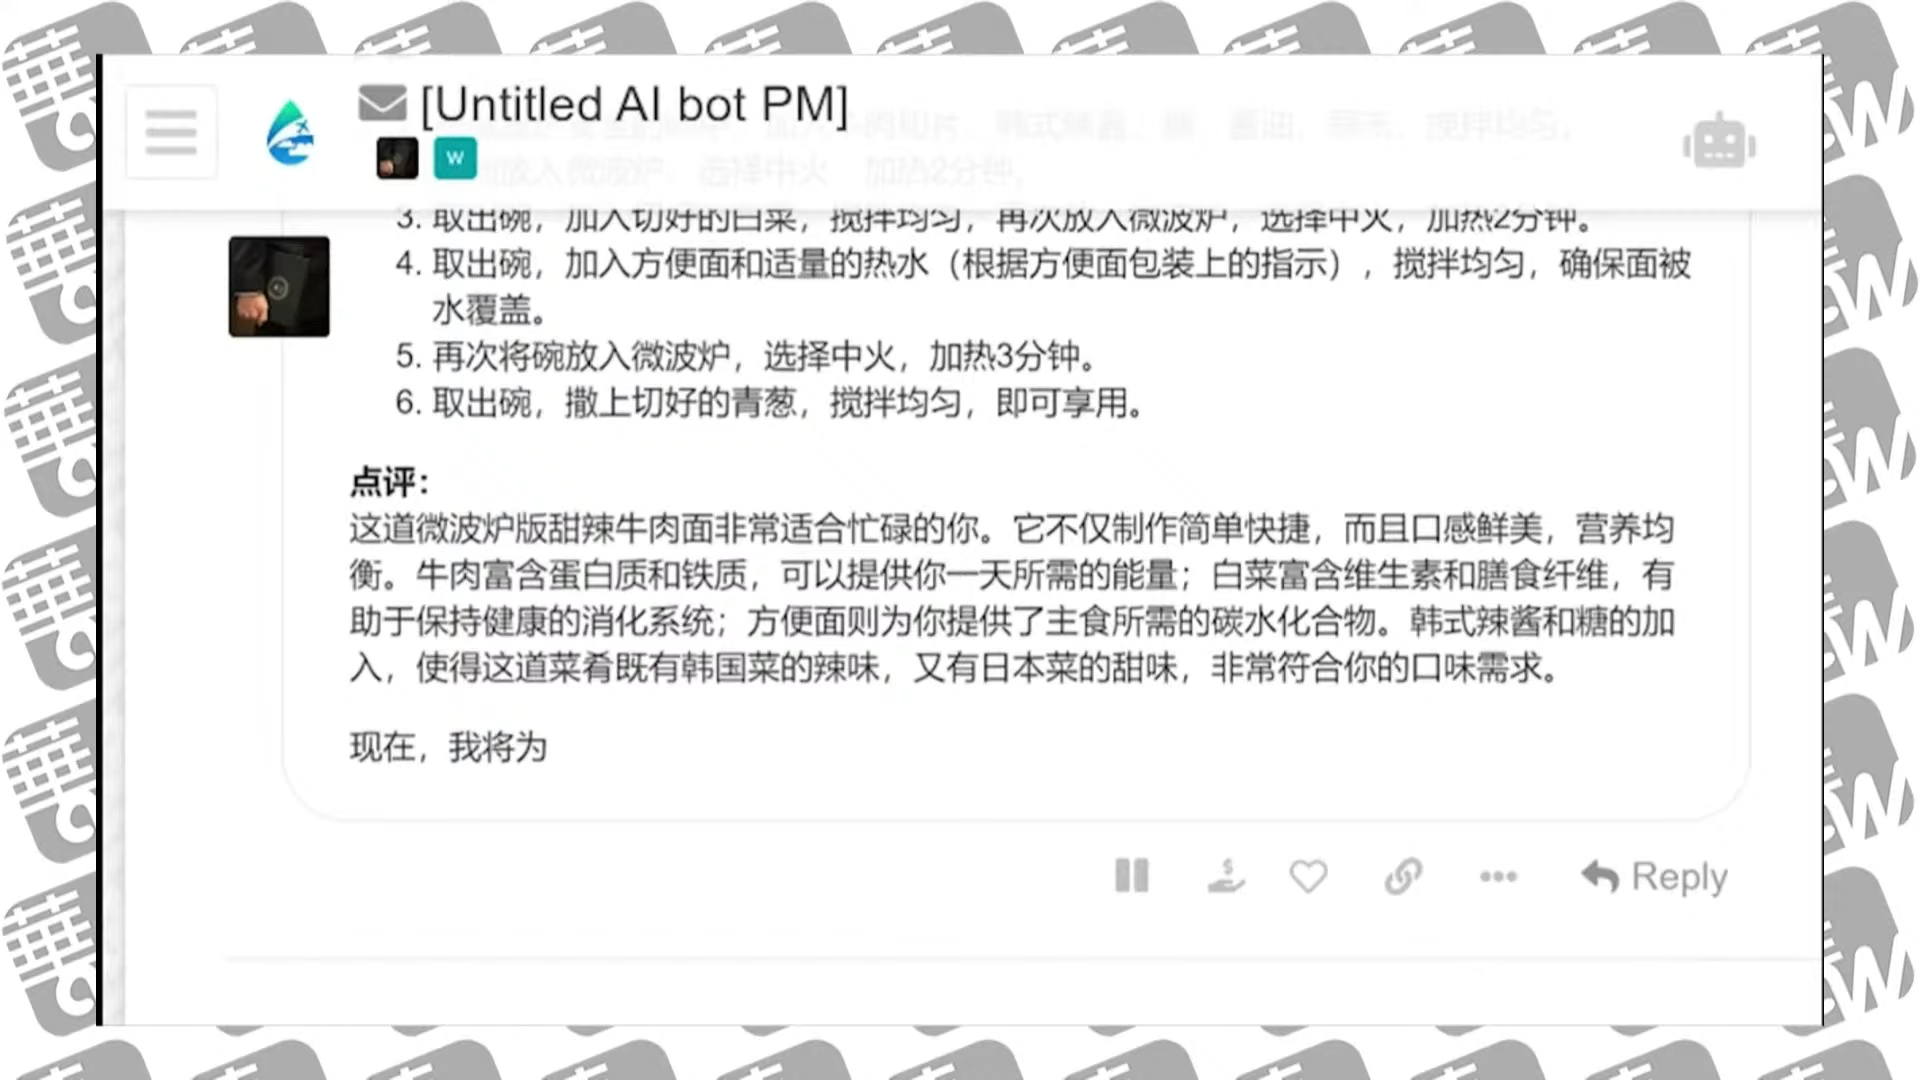 [Untitled AI bot PM]
W
3. 取出碗，加入切好的白菜，搅拌均匀，再次放入微波炉，选择中火，加热2分钟。
4. 取出碗，加入方便面和适量的热水（根据方便面包装上的指示），搅拌均匀，确保面被
水覆盖。
5. 再次将碗放入微波炉，选择中火，加热3分钟。
6. 取出碗，撒上切好的青葱，搅拌均匀，即可享用。
点评：
这道微波炉版甜辣牛肉面非常适合忙碌的你。它不仅制作简单快捷，而且口感鲜美，营养均
衡。牛肉富含蛋白质和铁质，可以提供你一天所需的能量；白菜富含维生素和膳食纤维，有
助于保持健康的消化系统；方便面则为你提供了主食所需的碳水化合物。韩式辣酱和糖的加
入，使得这道菜肴既有韩国菜的辣味，又有日本菜的甜味，非常符合你的口味需求。
现在，我将为
Reply